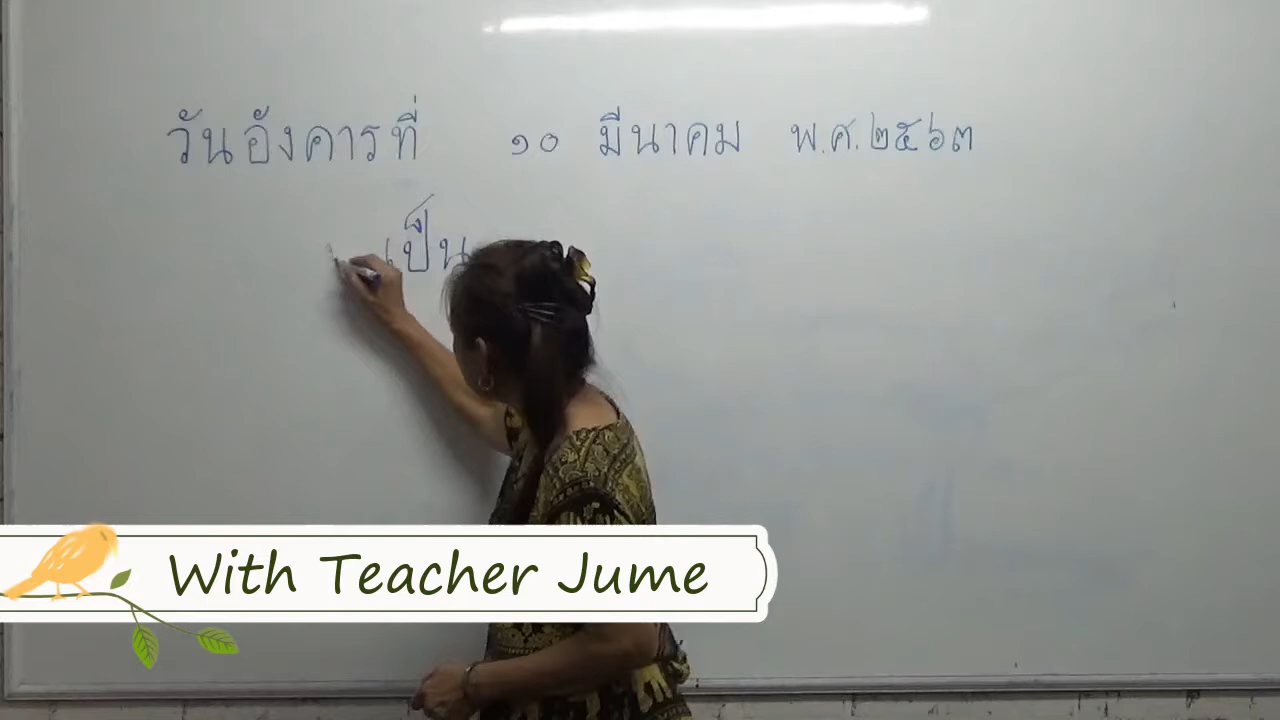 วันอังคารที่ ๑๐ มีนาคม พ.ศ.๒๕๖๓
เป็น
With Teacher Jume